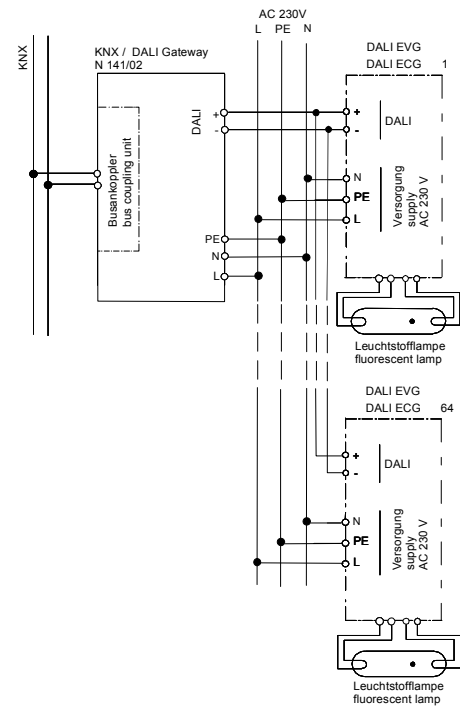 AC 230V
L PE N
KNX
KNX / DALI Gateway
N 141/02
DALI
+
-
Busankoppler
bus coupling unit
PE
N
L
DALI EVG
DALI ECG 1
+
-
DALI
N
PE
L
Versorgung
supply
AC 230 V
Leuchtstofflampe
fluorescent lamp
DALI EVG
DALI ECG 64
+
-
DALI
N
PE
L
Versorgung
supply
AC 230 V
Leuchtstofflampe
fluorescent lamp